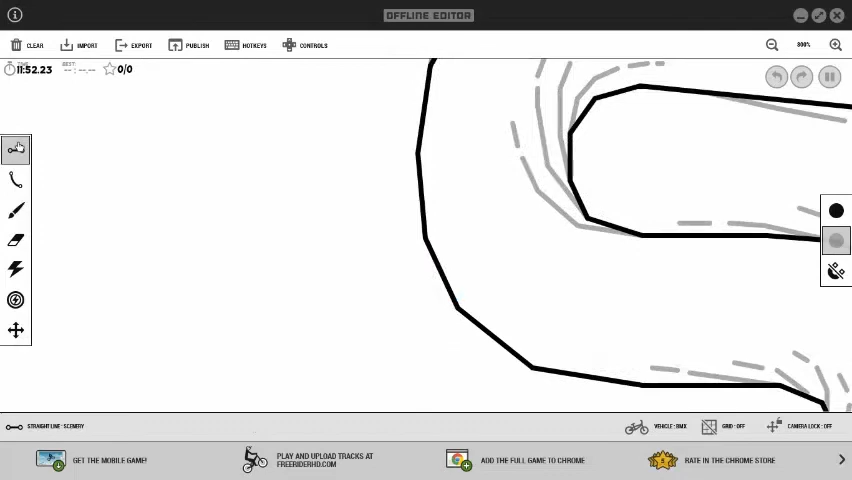 OFFLINE EDITOR
CLEAR IMPORT EXPORT PUBLISH HOTKEYS CONTROLS 800%
TIME: BEST:
11:52.23 -- : --.-- 0/0
STRAIGHT LINE : SCENERY VEHICLE : BMX GRID : OFF CAMERA LOCK : OFF
GET THE MOBILE GAME!
PLAY AND UPLOAD TRACKS AT
FREERIDERHD.COM
ADD THE FULL GAME TO CHROME
RATE IN THE CHROME STORE